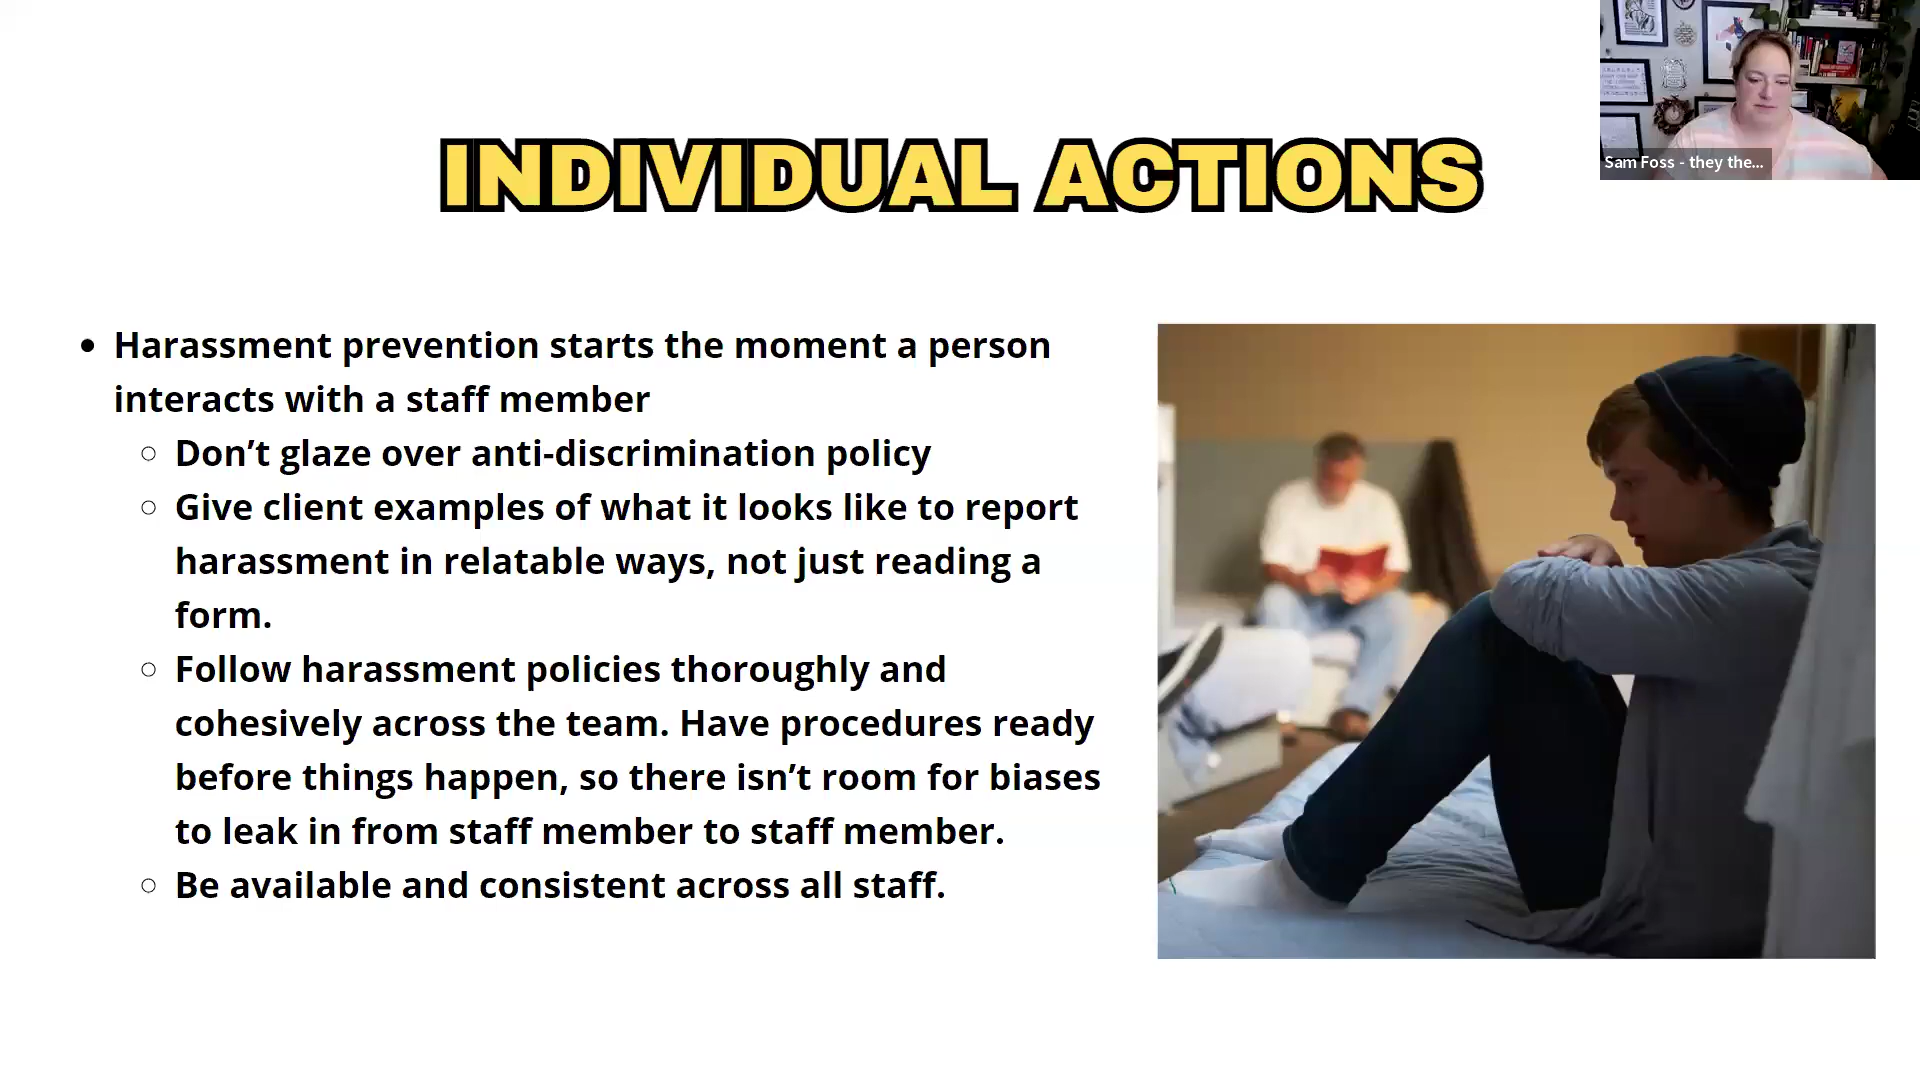 INDIVIDUAL ACTIONS
Sam Foss - they the...
• Harassment prevention starts the moment a person
interacts with a staff member
○ Don’t glaze over anti-discrimination policy
○ Give client examples of what it looks like to report
harassment in relatable ways, not just reading a
form.
○ Follow harassment policies thoroughly and
cohesively across the team. Have procedures ready
before things happen, so there isn’t room for biases
to leak in from staff member to staff member.
○ Be available and consistent across all staff.